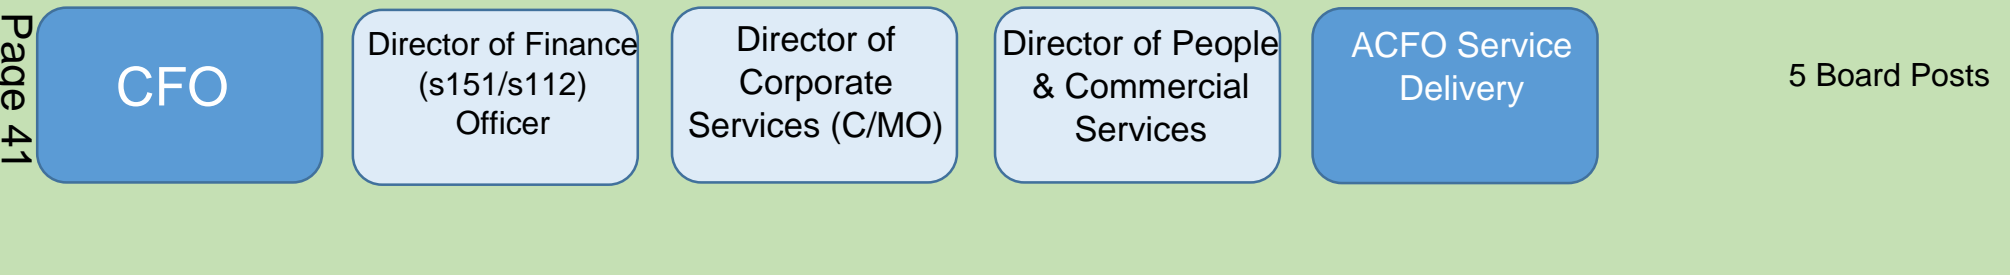 Page 41
CFO
Director of Finance
(s151/s112)
Officer
Director of
Corporate
Services (C/MO)
Director of People
& Commercial
Services
ACFO Service
Delivery
5 Board Posts